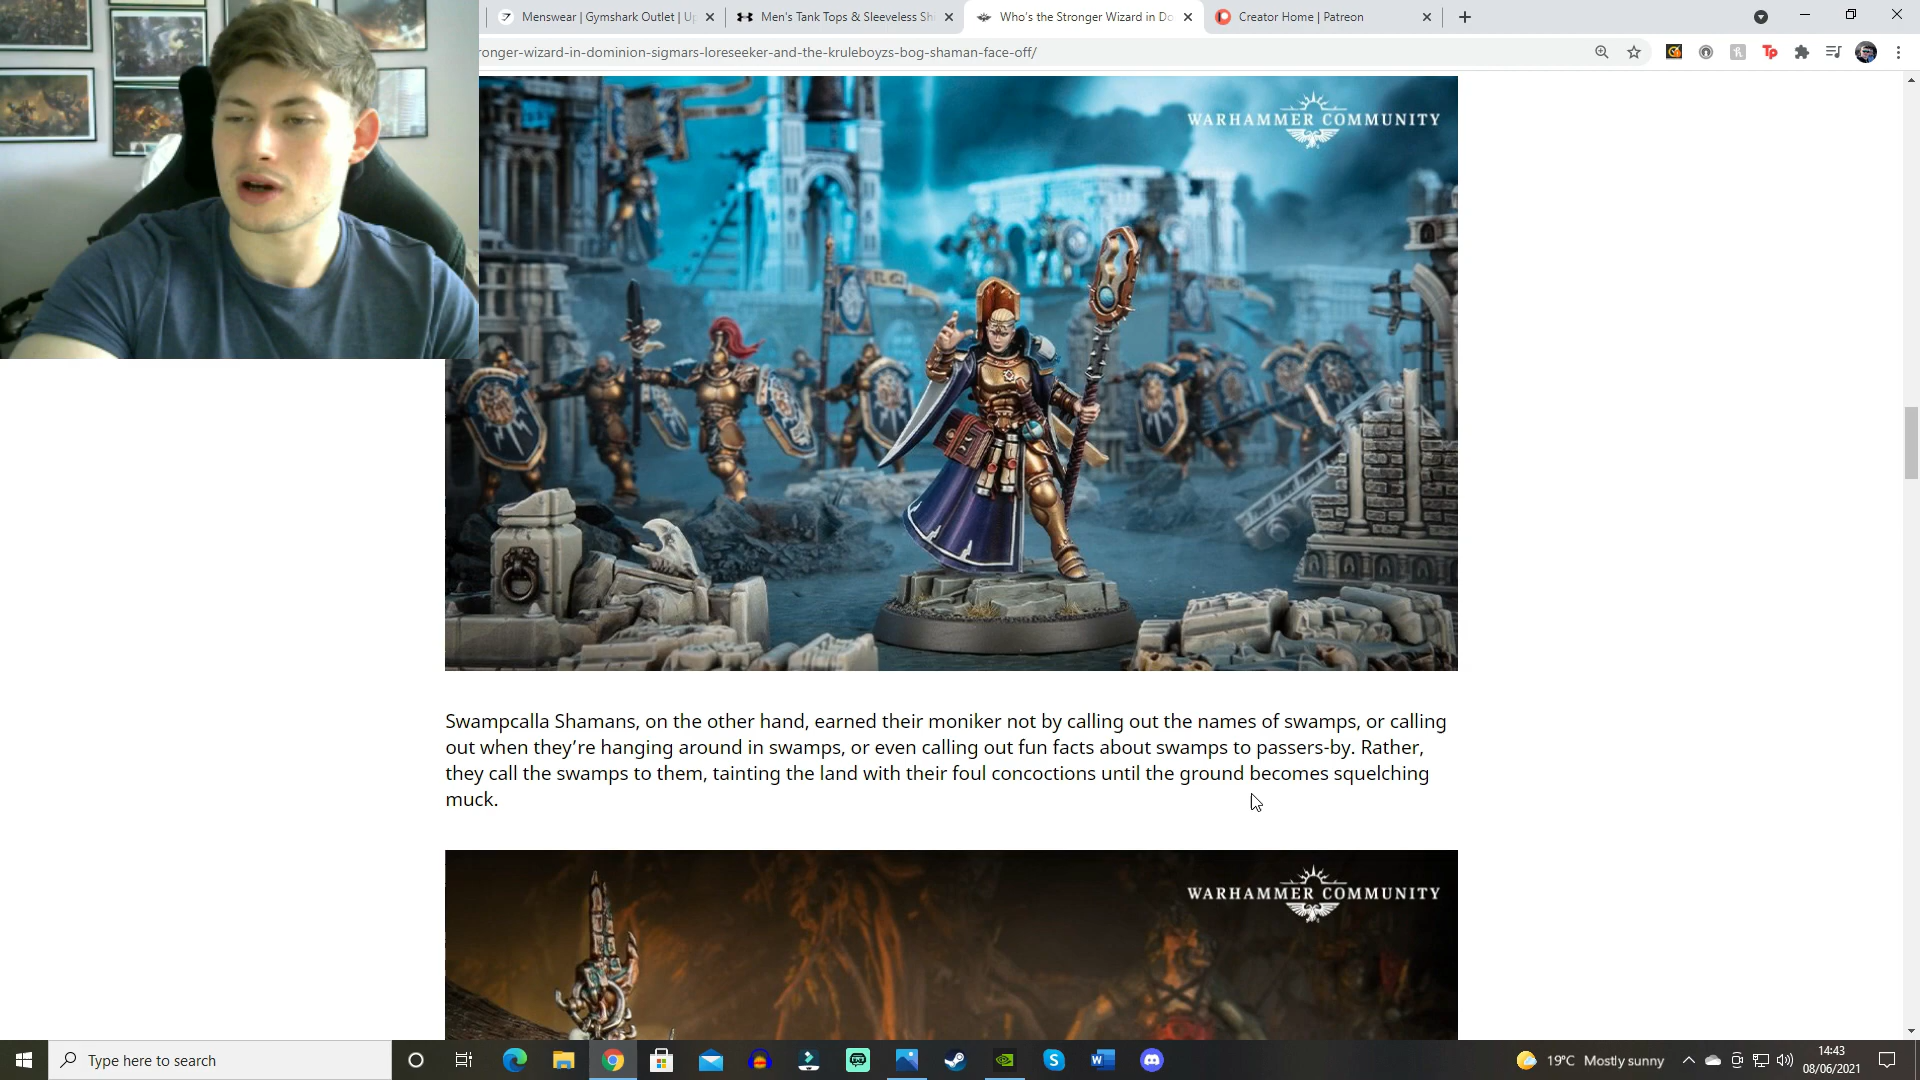 Menswear | Gymshark Outlet | U
Men's Tank Tops & Sleeveless Sh
Who's the Stronger Wizard in Do
Creator Home | Patreon
ronger-wizard-in-dominion-sigmars-loreseeker-and-the-kruleboyzs-bog-shaman-face-off/
Tp
WARHAMMER COMMUNITY
Swampcalla Shamans, on the other hand, earned their moniker not by calling out the names of swamps, or calling
out when they're hanging around in swamps, or even calling out fun facts about swamps to passers-by. Rather,
they call the swamps to them, tainting the land with their foul concoctions until the ground becomes squelching
muck.
WARHAMMER COMMUNITY
Type here to search
19°C Mostly sunny
14:43
08/06/2021